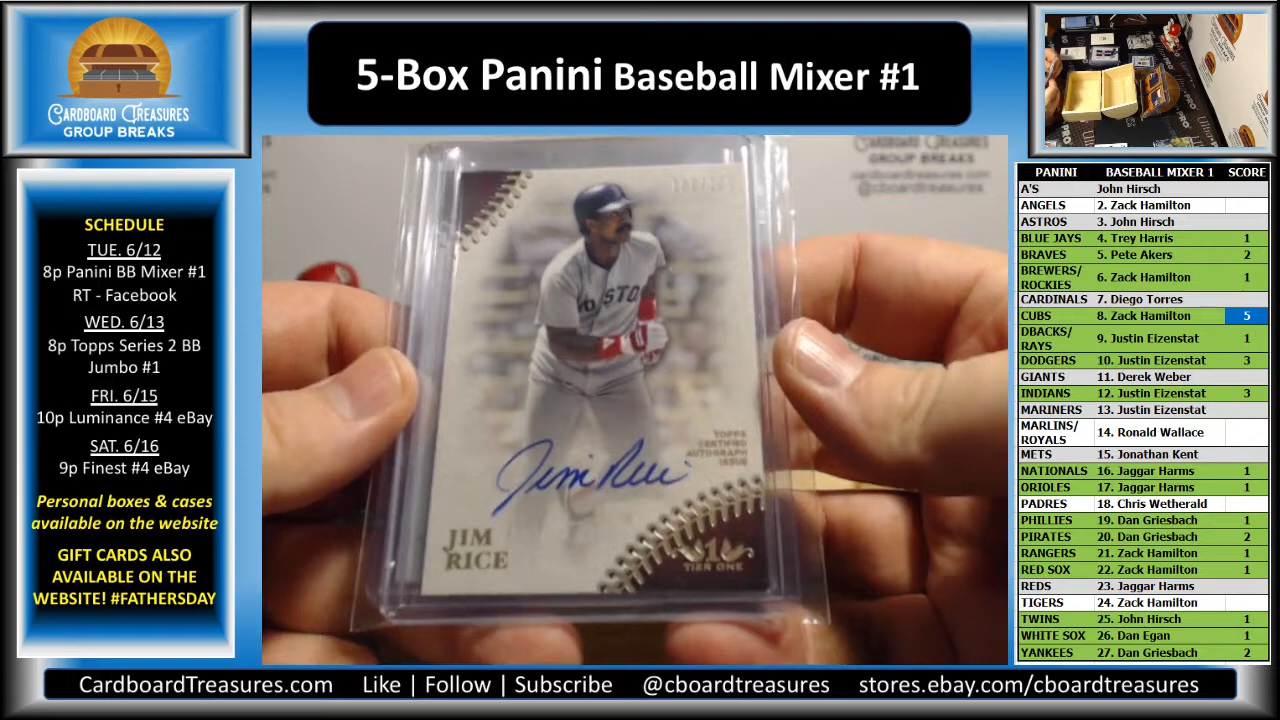 5-Box Panini Baseball Mixer #1
CARDBOARD TREASURES
GROUP BREAKS
SCHEDULE
TUE. 6/12
8p Panini BB Mixer #1
RT - Facebook
WED. 6/13
8p Topps Series 2 BB
Jumbo #1
FRI. 6/15
10p Luminance #4 eBay
SAT. 6/16
9p Finest #4 eBay
Personal boxes & cases
available on the website
GIFT CARDS ALSO
AVAILABLE ON THE
WEBSITE! #FATHERSDAY
CARDBOARD TREASURES
GROUP BREAKS
cardboardtreasures.com
@cboardtreasures
BOSTON
TOPPS
CERTIFIED
AUTOGRAPH
ISSUE
Jim Rice
JIM
RICE
1
TIER ONE
PANINI BASEBALL MIXER 1 SCORE
A'S John Hirsch
ANGELS 2. Zack Hamilton
ASTROS 3. John Hirsch
BLUE JAYS 4. Trey Harris 1
BRAVES 5. Pete Akers 2
BREWERS/
ROCKIES 6. Zack Hamilton 1
CARDINALS 7. Diego Torres
CUBS 8. Zack Hamilton 5
DBACKS/
RAYS 9. Justin Eizenstat 1
DODGERS 10. Justin Eizenstat 3
GIANTS 11. Derek Weber
INDIANS 12. Justin Eizenstat 3
MARINERS 13. Justin Eizenstat
MARLINS/
ROYALS 14. Ronald Wallace
METS 15. Jonathan Kent
NATIONALS 16. Jaggar Harms 1
ORIOLES 17. Jaggar Harms 1
PADRES 18. Chris Wetherald
PHILLIES 19. Dan Griesbach 1
PIRATES 20. Dan Griesbach 2
RANGERS 21. Zack Hamilton 1
RED SOX 22. Zack Hamilton 1
REDS 23. Jaggar Harms
TIGERS 24. Zack Hamilton
TWINS 25. John Hirsch 1
WHITE SOX 26. Dan Egan 1
YANKEES 27. Dan Griesbach 2
CardboardTreasures.com Like | Follow | Subscribe @cboardtreasures stores.ebay.com/cboardtreasures